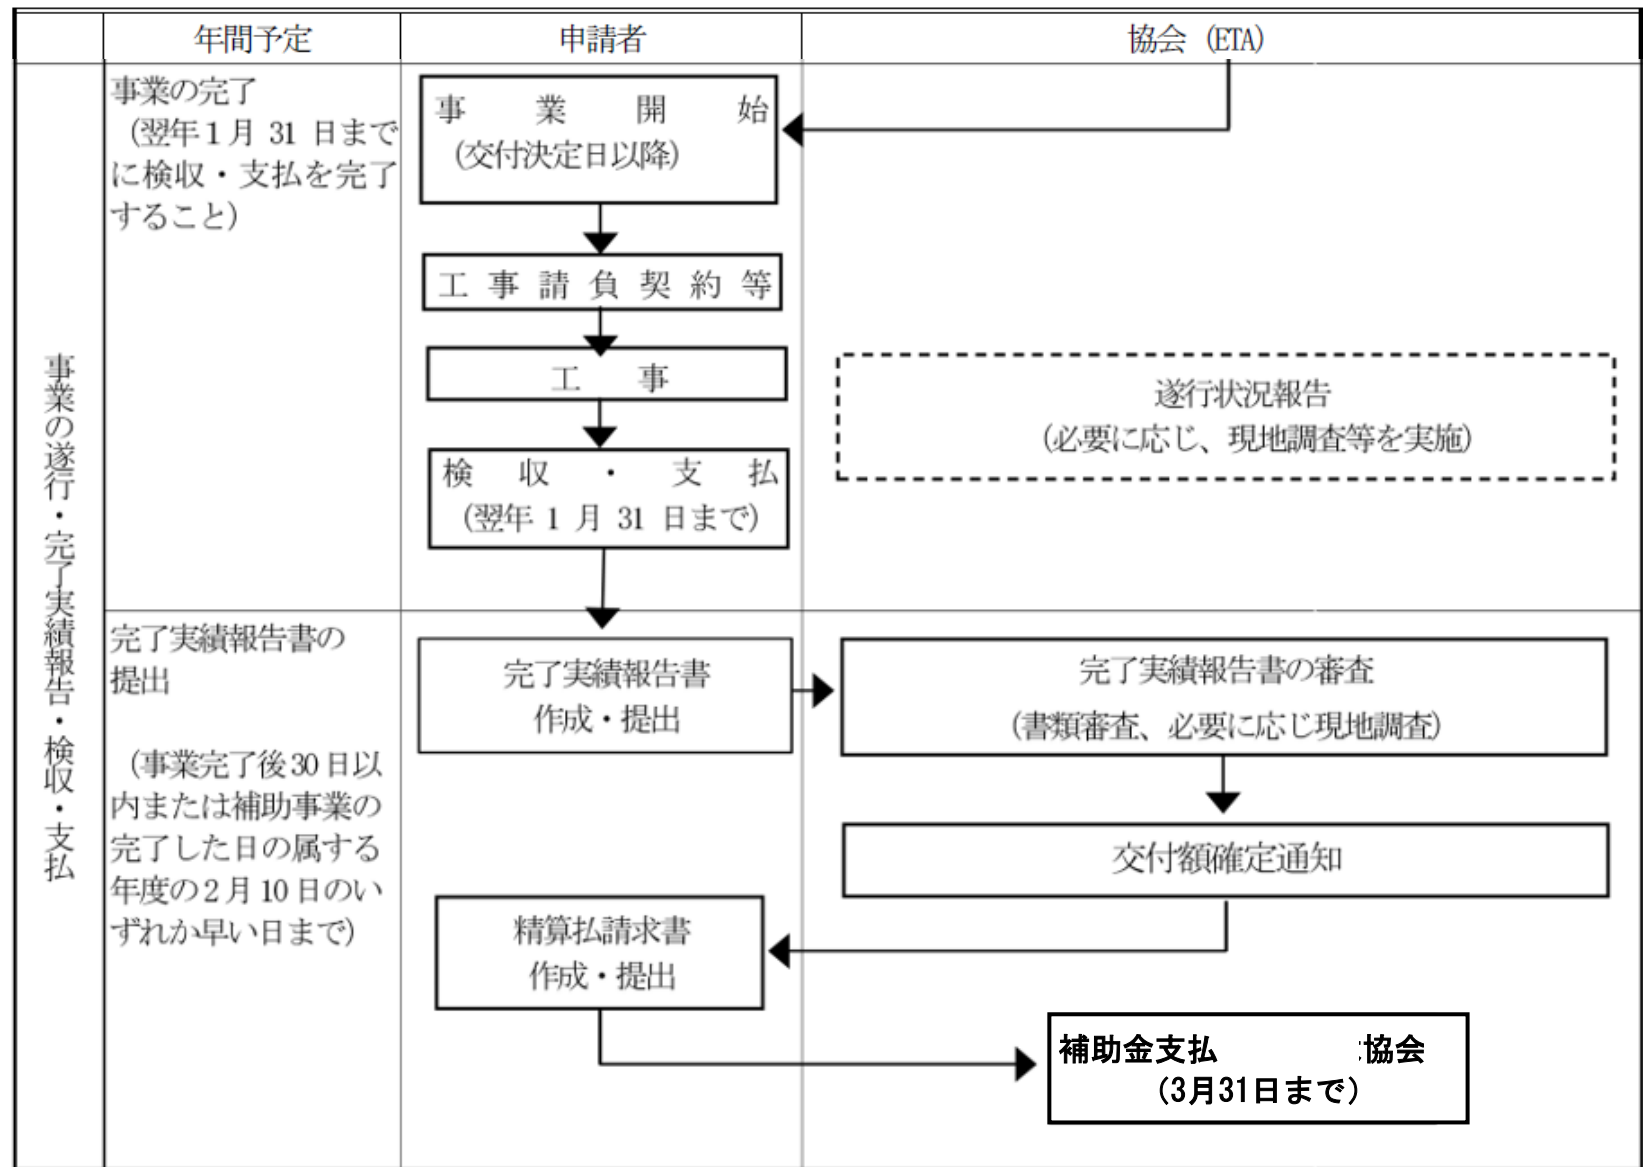 年間予定
申請者
協会 (ETA)
事業の遂行・完了実績報告・検収・支払
事業の完了
(翌年1月 31 日まで
に検収・支払を完了
すること)
事業開始
(交付決定日以降)
工事請負契約等
工事
検収・支払
(翌年 1 月 31 日まで)
遂行状況報告
(必要に応じ、現地調査等を実施)
完了実績報告書の
提出
(事業完了後30日以
内または補助事業の
完了した日の属する
年度の2月10日のい
ずれか早い日まで)
完了実績報告書
作成・提出
完了実績報告書の審査
(書類審査、必要に応じ現地調査)
交付額確定通知
精算払請求書
作成・提出
補助金支払 協会
(3月31日まで)